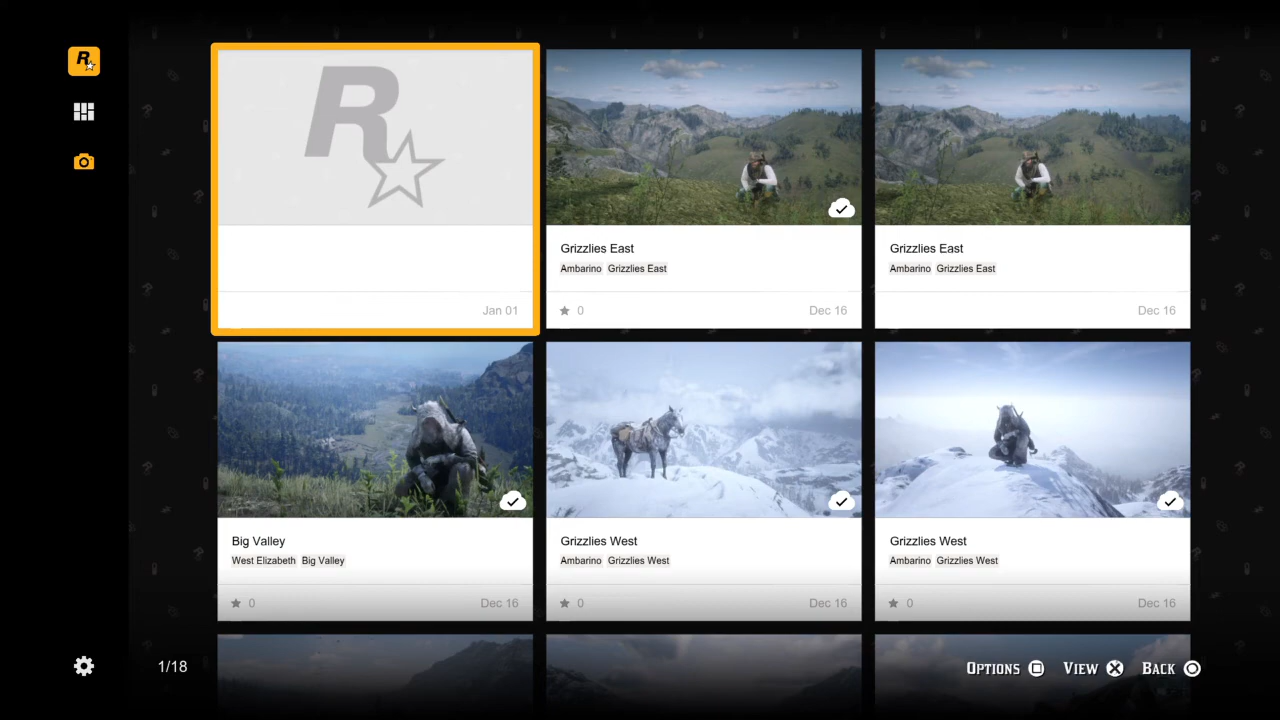 R
R
Jan 01
Grizzlies East
Ambarino Grizzlies East
0 Dec 16
Grizzlies East
Ambarino Grizzlies East
Dec 16
Big Valley
West Elizabeth Big Valley
0 Dec 16
Grizzlies West
Ambarino Grizzlies West
0 Dec 16
Grizzlies West
Ambarino Grizzlies West
0 Dec 16
1/18
OPTIONS VIEW BACK